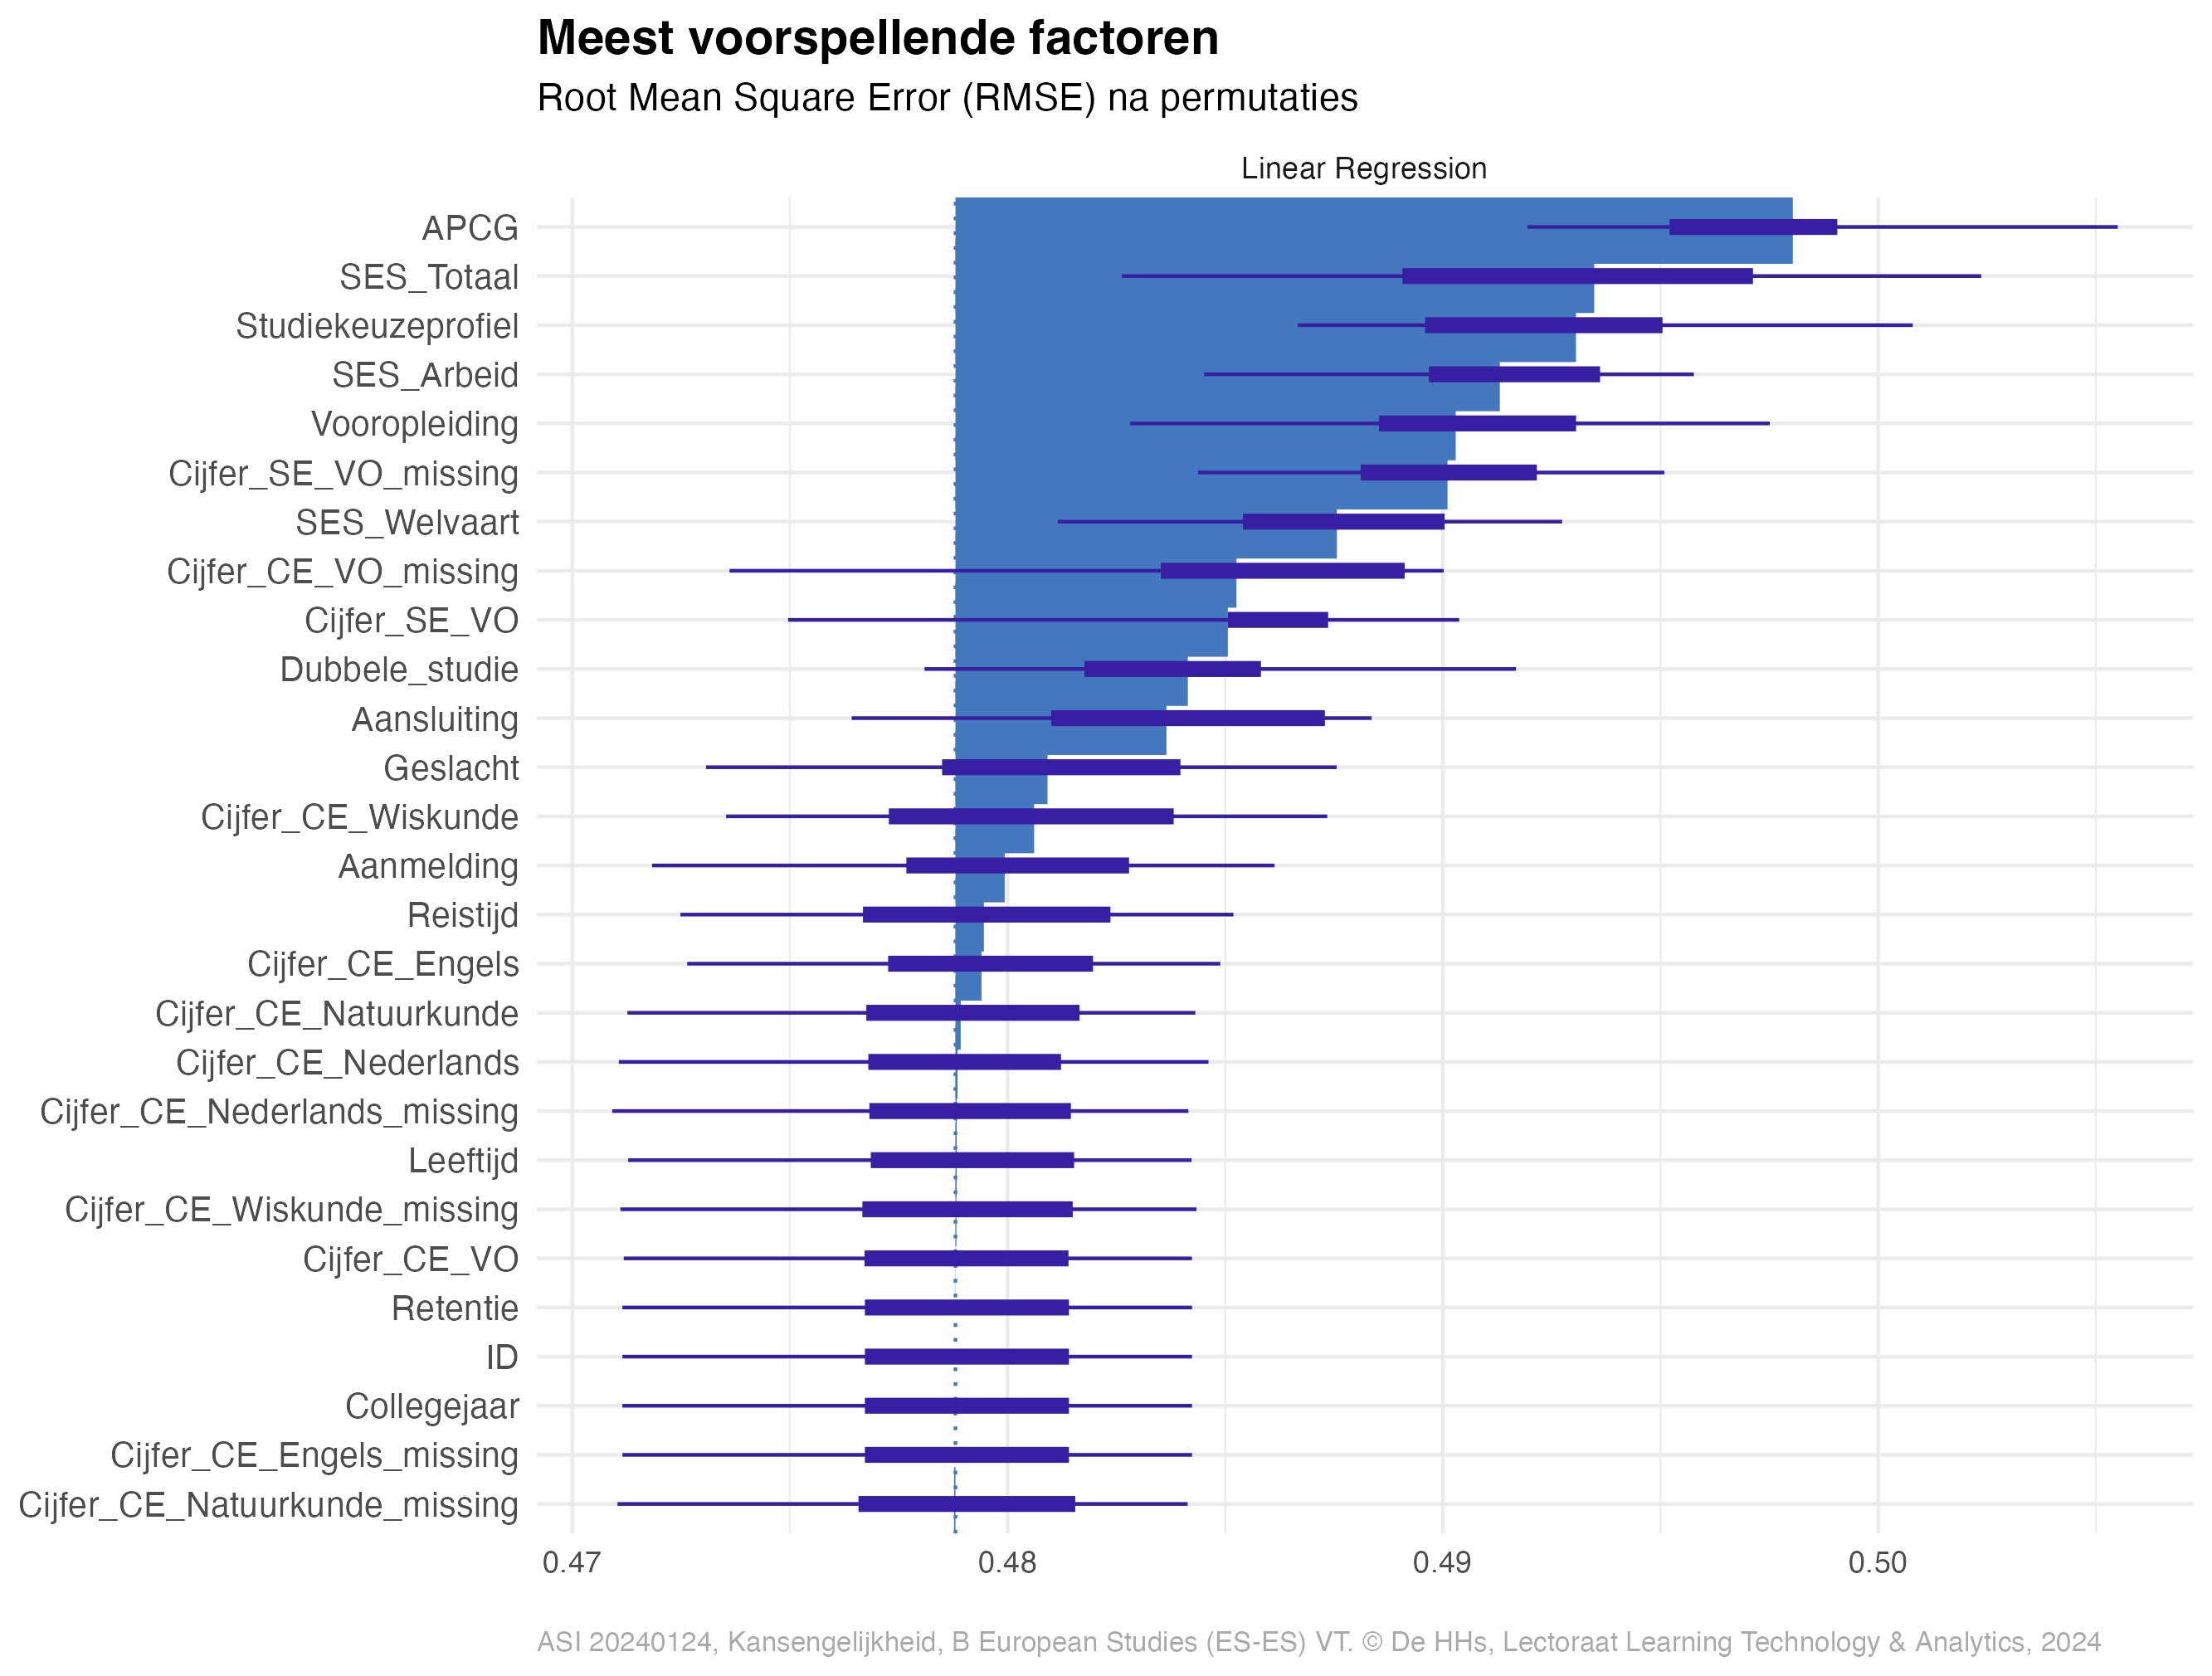 Meest voorspellende factoren
Root Mean Square Error (RMSE) na permutaties
Linear Regression
APCG
SES_Totaal
Studiekeuzeprofiel
SES_Arbeid
Vooropleiding
Cijfer_SE_VO_missing
SES_Welvaart
Cijfer_CE_VO_missing
Cijfer_SE_VO
Dubbele_studie
Aansluiting
Geslacht
Cijfer_CE_Wiskunde
Aanmelding
Reistijd
Cijfer_CE_Engels
Cijfer_CE_Natuurkunde
Cijfer_CE_Nederlands
Cijfer_CE_Nederlands_missing
Leeftijd
Cijfer_CE_Wiskunde_missing
Cijfer_CE_VO
Retentie
ID
Collegejaar
Cijfer_CE_Engels_missing
Cijfer_CE_Natuurkunde_missing
0.47 0.48 0.49 0.50
ASI 20240124, Kansengelijkheid, B European Studies (ES-ES) VT. © De HHs, Lectoraat Learning Technology & Analytics, 2024